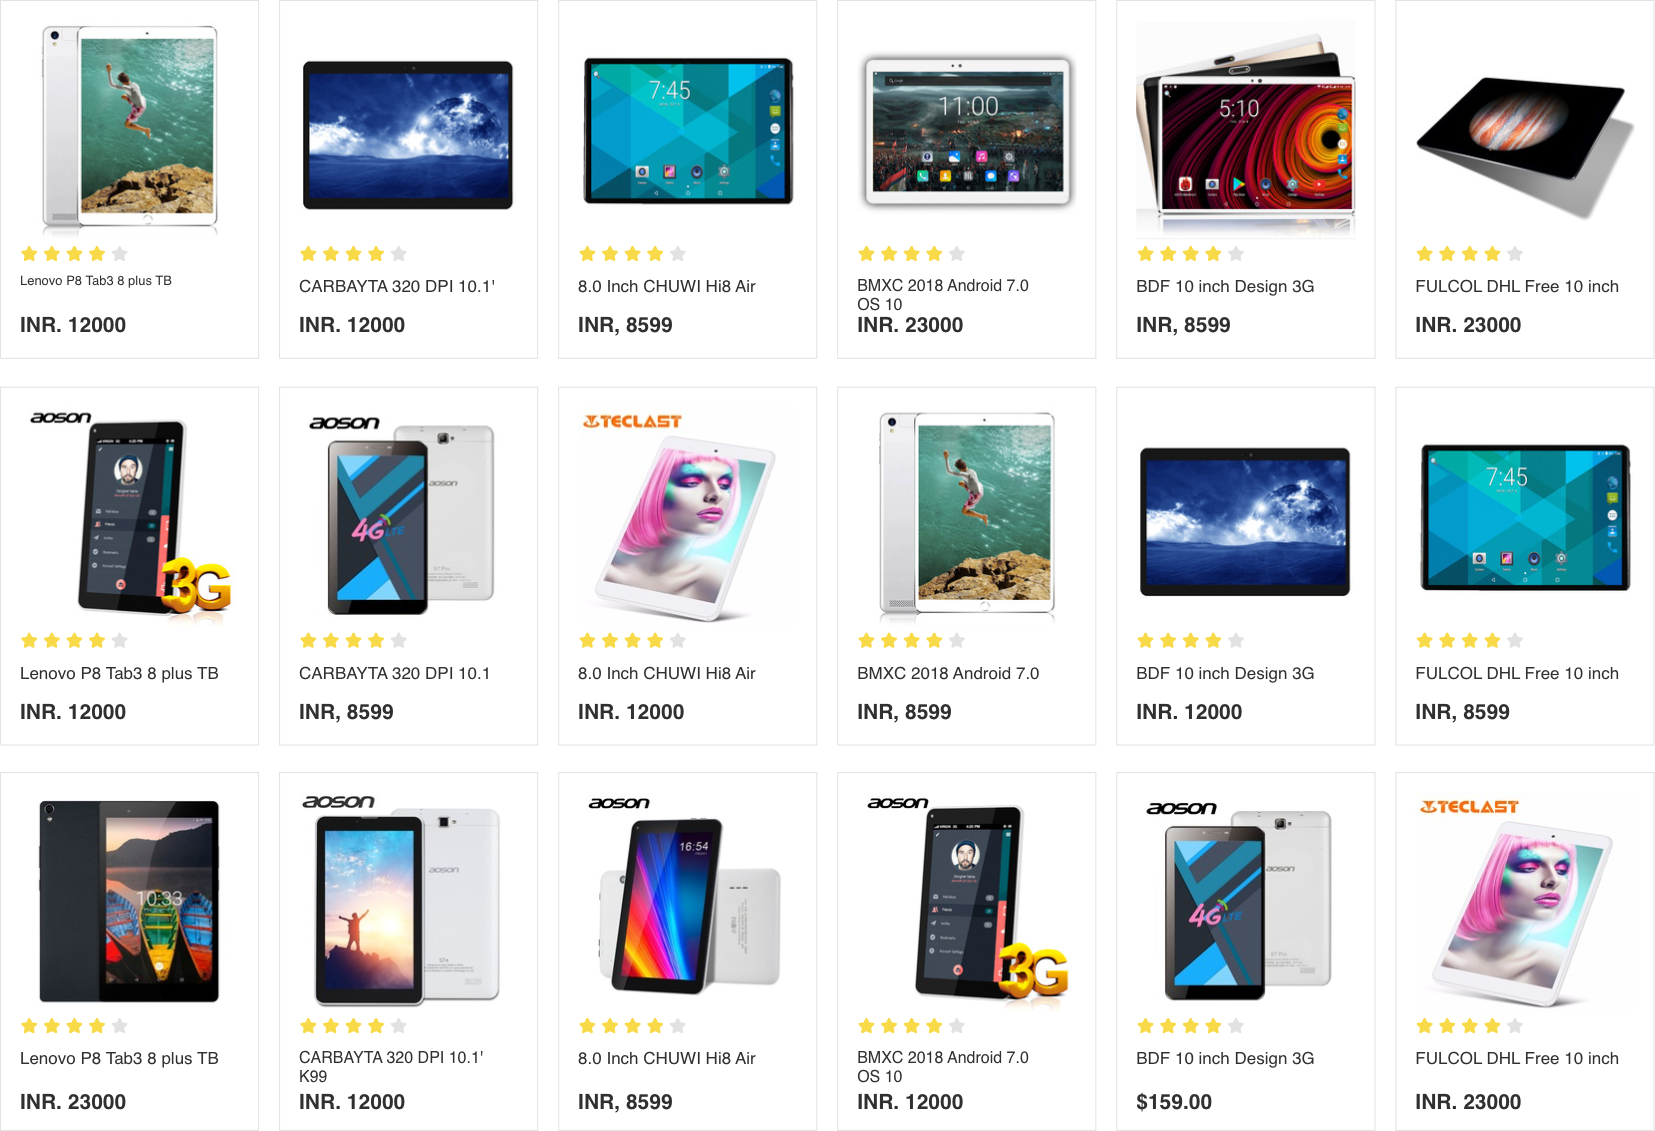 7:45
11:00
5:10
Lenovo P8 Tab3 8 plus TB
CARBAYTA 320 DPI 10.1'
8.0 Inch CHUWI Hi8 Air
BMXC 2018 Android 7.0
OS 10
BDF 10 inch Design 3G
FULCOL DHL Free 10 inch
INR. 12000
INR. 12000
INR, 8599
INR. 23000
INR, 8599
INR. 23000
aoson
3G
aoson
aoson
4G LTE
TECLAST
7:45
Lenovo P8 Tab3 8 plus TB
CARBAYTA 320 DPI 10.1
8.0 Inch CHUWI Hi8 Air
BMXC 2018 Android 7.0
BDF 10 inch Design 3G
FULCOL DHL Free 10 inch
INR. 12000
INR, 8599
INR. 12000
INR, 8599
INR. 12000
INR, 8599
10:33
aoson
aoson
aoson
16:54
aoson
3G
aoson
aoson
4G LTE
TECLAST
Lenovo P8 Tab3 8 plus TB
CARBAYTA 320 DPI 10.1'
K99
8.0 Inch CHUWI Hi8 Air
BMXC 2018 Android 7.0
OS 10
BDF 10 inch Design 3G
FULCOL DHL Free 10 inch
INR. 23000
INR. 12000
INR, 8599
INR. 12000
$159.00
INR. 23000